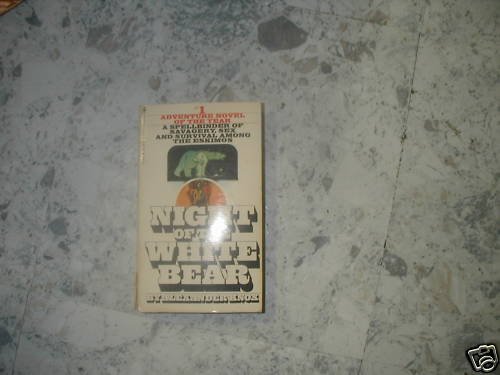 #1
ADVENTURE NOVEL
OF THE YEAR
A SPELLBINDER OF
SAVAGERY, SEX
AND SURVIVAL AMONG
THE ESKIMOS
NIGHT
OF THE
WHITE
BEAR
BY ALEXANDER KNOX